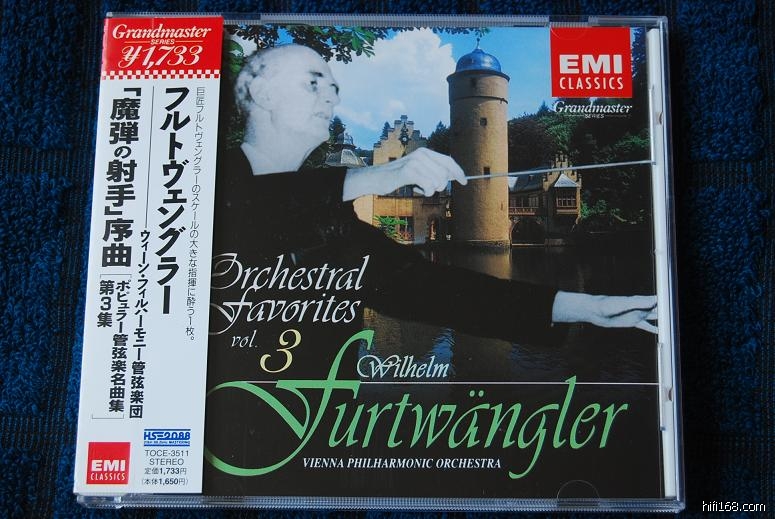 Grandmaster
SERIES
¥1,733
巨匠フルトヴェングラーのスケールの大きな指揮に酔う1枚。
フルトヴェングラー
ウィーン・フィルハーモニー管弦楽団
「魔弾の射手」序曲
ポピュラー管弦楽名曲集
第3集
HS-2088
TOCE-3511
STEREO
定価1,733円
(本体1,650円)
EMI
CLASSICS
EMI
CLASSICS
Grandmaster
SERIES
Orchestral
Favorites
vol. 3
Wilhelm
Furtwängler
VIENNA PHILHARMONIC ORCHESTRA
hifi168.com